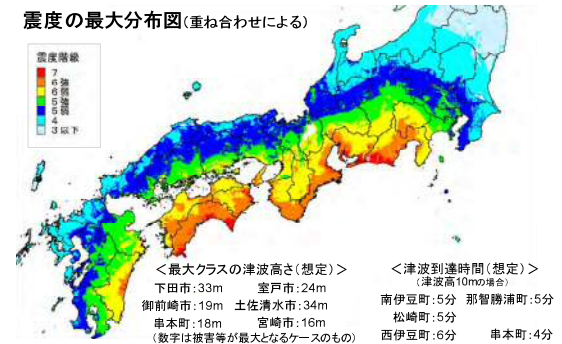 震度の最大分布図(重ね合わせによる)
震度階級
7
6強
6弱
5強
5弱
4
3以下
＜最大クラスの津波高さ(想定)＞
下田市:33m 室戸市:24m
御前崎市:19m 土佐清水市:34m
串本町:18m 宮崎市:16m
(数字は被害等が最大となるケースのもの)
＜津波到達時間(想定)＞
(津波高10mの場合)
南伊豆町:5分 那智勝浦町:5分
松崎町:5分
西伊豆町:6分 串本町:4分